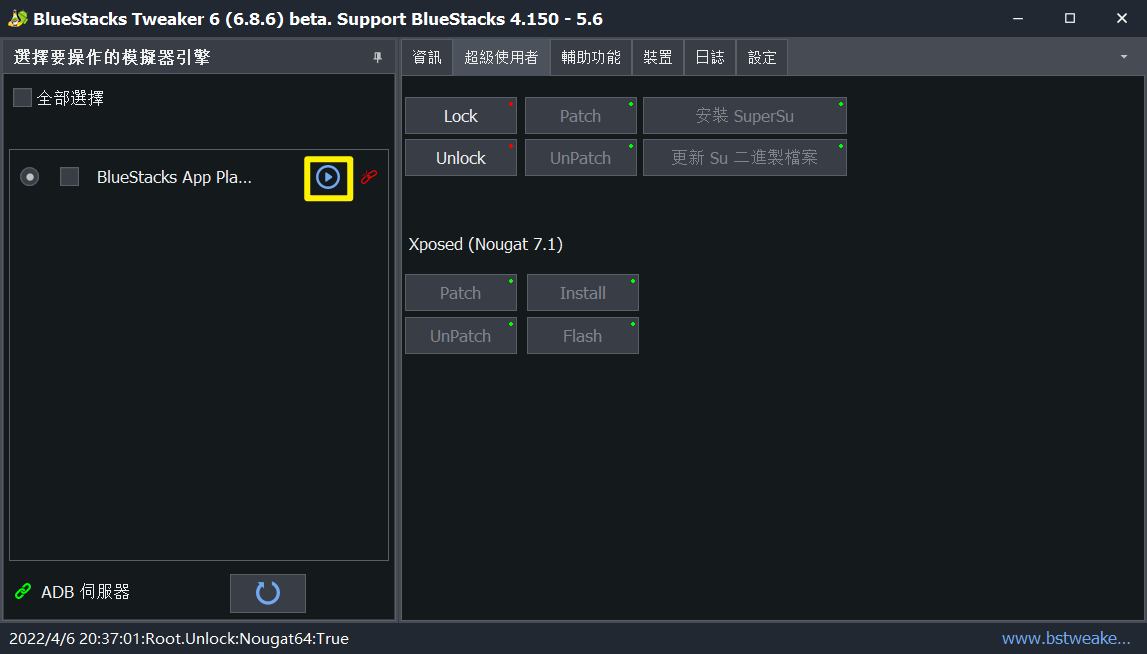 BlueStacks Tweaker 6 (6.8.6) beta. Support BlueStacks 4.150 - 5.6
選擇要操作的模擬器引擎
全部選擇
BlueStacks App Pla...
ADB 伺服器
資訊 超級使用者 輔助功能 裝置 日誌 設定
Lock Patch 安裝 SuperSu
Unlock UnPatch 更新 Su 二進製檔案
Xposed (Nougat 7.1)
Patch Install
UnPatch Flash
2022/4/6 20:37:01:Root.Unlock:Nougat64:True
www.bstweake...